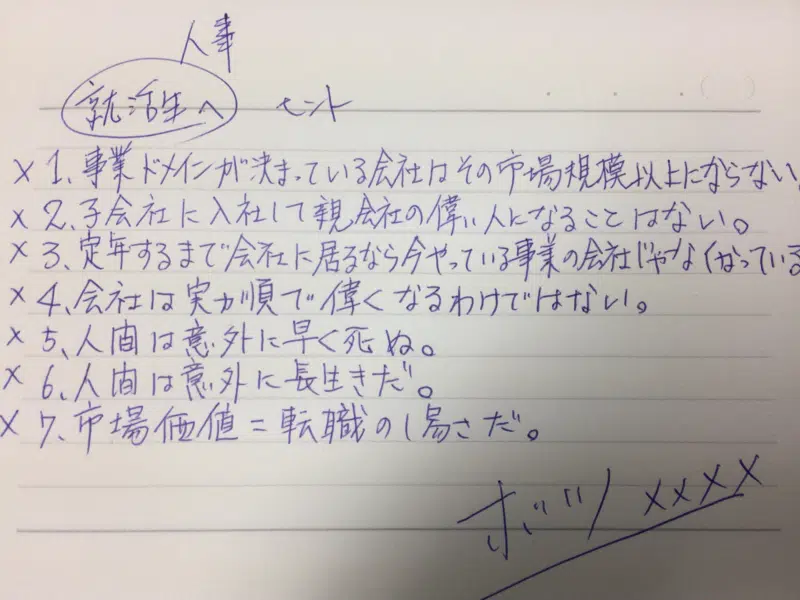 人事
就活生へ ヒント
× 1、事業ドメインが決まっている会社はその市場規模以上にならない。
× 2、子会社に入社して親会社の偉い人になることはない。
× 3、定年するまで会社に居るなら今やっている事業の会社じゃなくなっている
× 4、会社は実力順で偉くなるわけではない。
× 5、人間は意外に早く死ぬ。
× 6、人間は意外に長生きだ。
× 7、市場価値=転職のし易さだ。
ボツ ××××